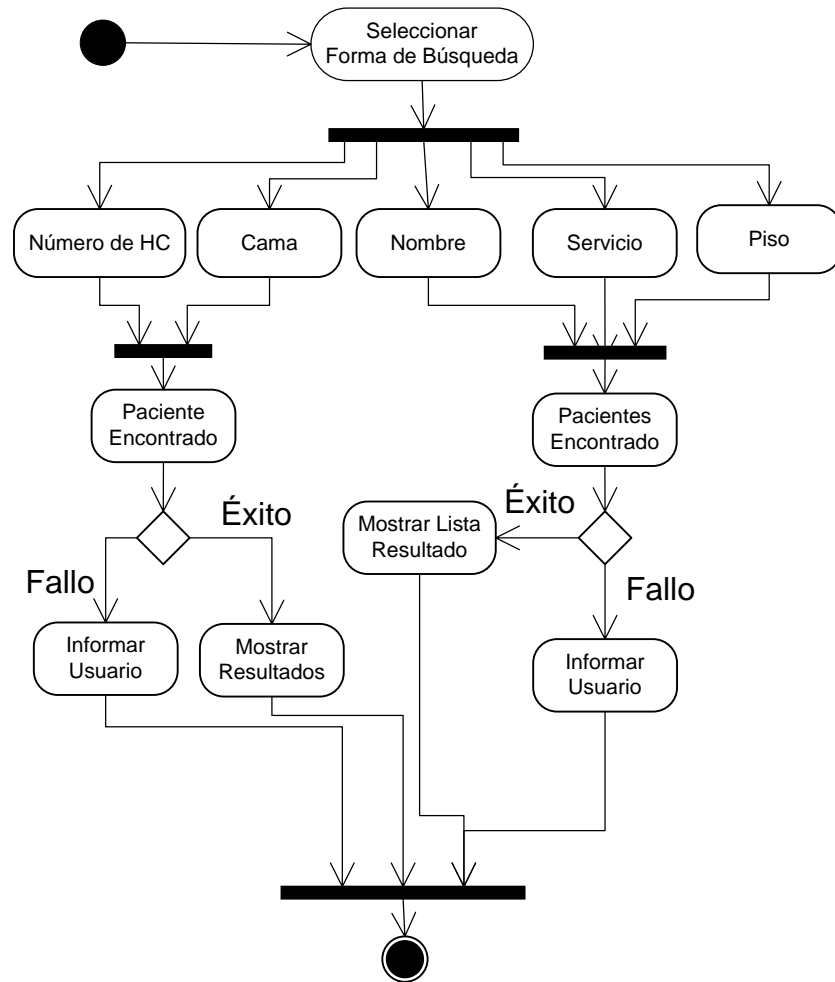 Seleccionar
Forma de Búsqueda
Número de HC
Cama
Nombre
Servicio
Piso
Paciente
Encontrado
Pacientes
Encontrado
Éxito
Fallo
Mostrar Lista
Resultado
Éxito
Fallo
Informar
Usuario
Mostrar
Resultados
Informar
Usuario